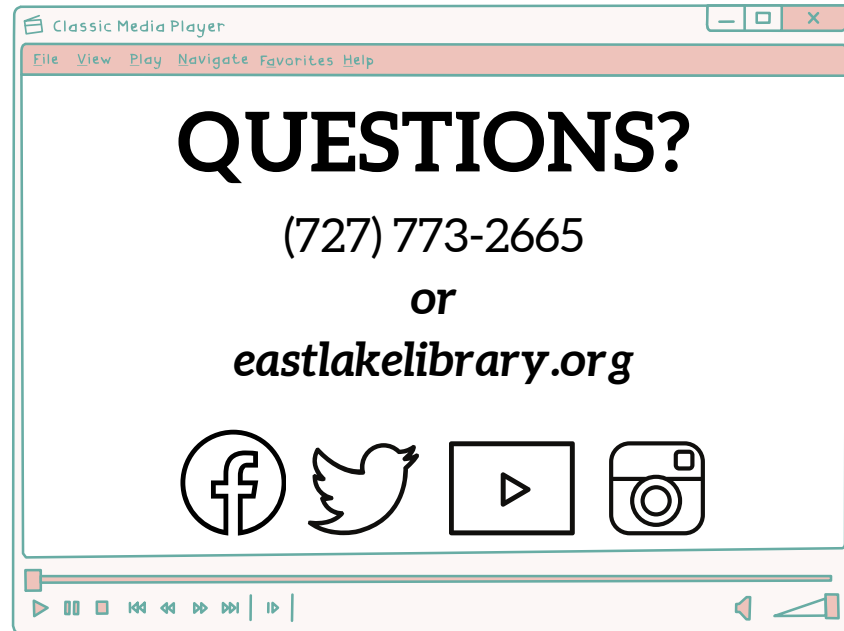 Classic Media Player
File View Play Navigate Favorites Help
QUESTIONS?
(727) 773-2665
or
eastlakelibrary.org